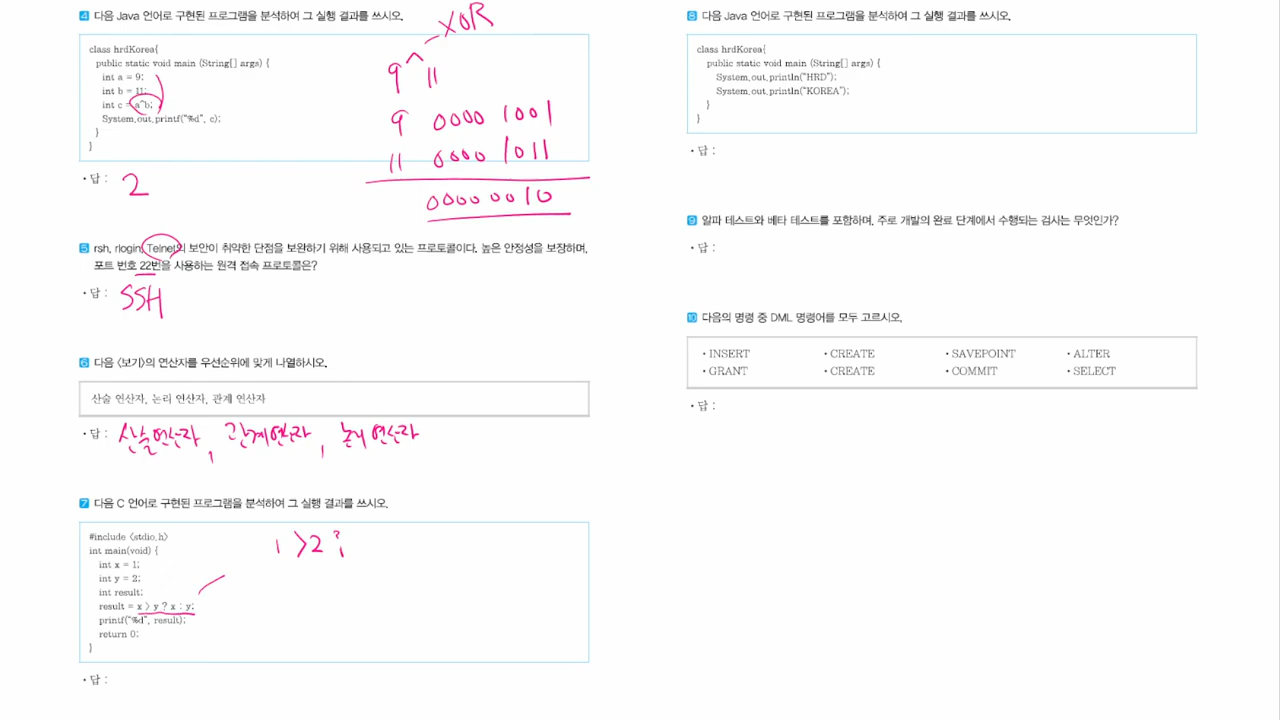 4 다음 Java 언어로 구현된 프로그램을 분석하여 그 실행 결과를 쓰시오.
class hrdKorea{
public static void main (String[] args) {
int a = 9;
int b = 11;
int c = a^b;
System.out.printf("%d", c);
}
}
XOR
9 ^ 11
9 0000 1001
11 0000 1011
0000 0010
• 답 : 2
5 rsh, rlogin, Telnet의 보안이 취약한 단점을 보완하기 위해 사용되고 있는 프로토콜이다. 높은 안정성을 보장하며,
포트 번호 22번을 사용하는 원격 접속 프로토콜은?
• 답 : SSH
6 다음 〈보기〉의 연산자를 우선순위에 맞게 나열하시오.
산술 연산자, 논리 연산자, 관계 연산자
• 답 : 산술연산자, 관계연산자, 논리연산자
7 다음 C 언어로 구현된 프로그램을 분석하여 그 실행 결과를 쓰시오.
#include 〈stdio.h〉
int main(void) {
int x = 1;
int y = 2;
int result;
result = x 〉 y ? x : y;
printf("%d", result);
return 0;
}
1 > 2 ?
• 답 :
8 다음 Java 언어로 구현된 프로그램을 분석하여 그 실행 결과를 쓰시오.
class hrdKorea{
public static void main (String[] args) {
System.out.println("HRD");
System.out.println("KOREA");
}
}
• 답 :
9 알파 테스트와 베타 테스트를 포함하며, 주로 개발의 완료 단계에서 수행되는 검사는 무엇인가?
• 답 :
10 다음의 명령 중 DML 명령어를 모두 고르시오.
• INSERT • CREATE • SAVEPOINT • ALTER
• GRANT • CREATE • COMMIT • SELECT
• 답 :